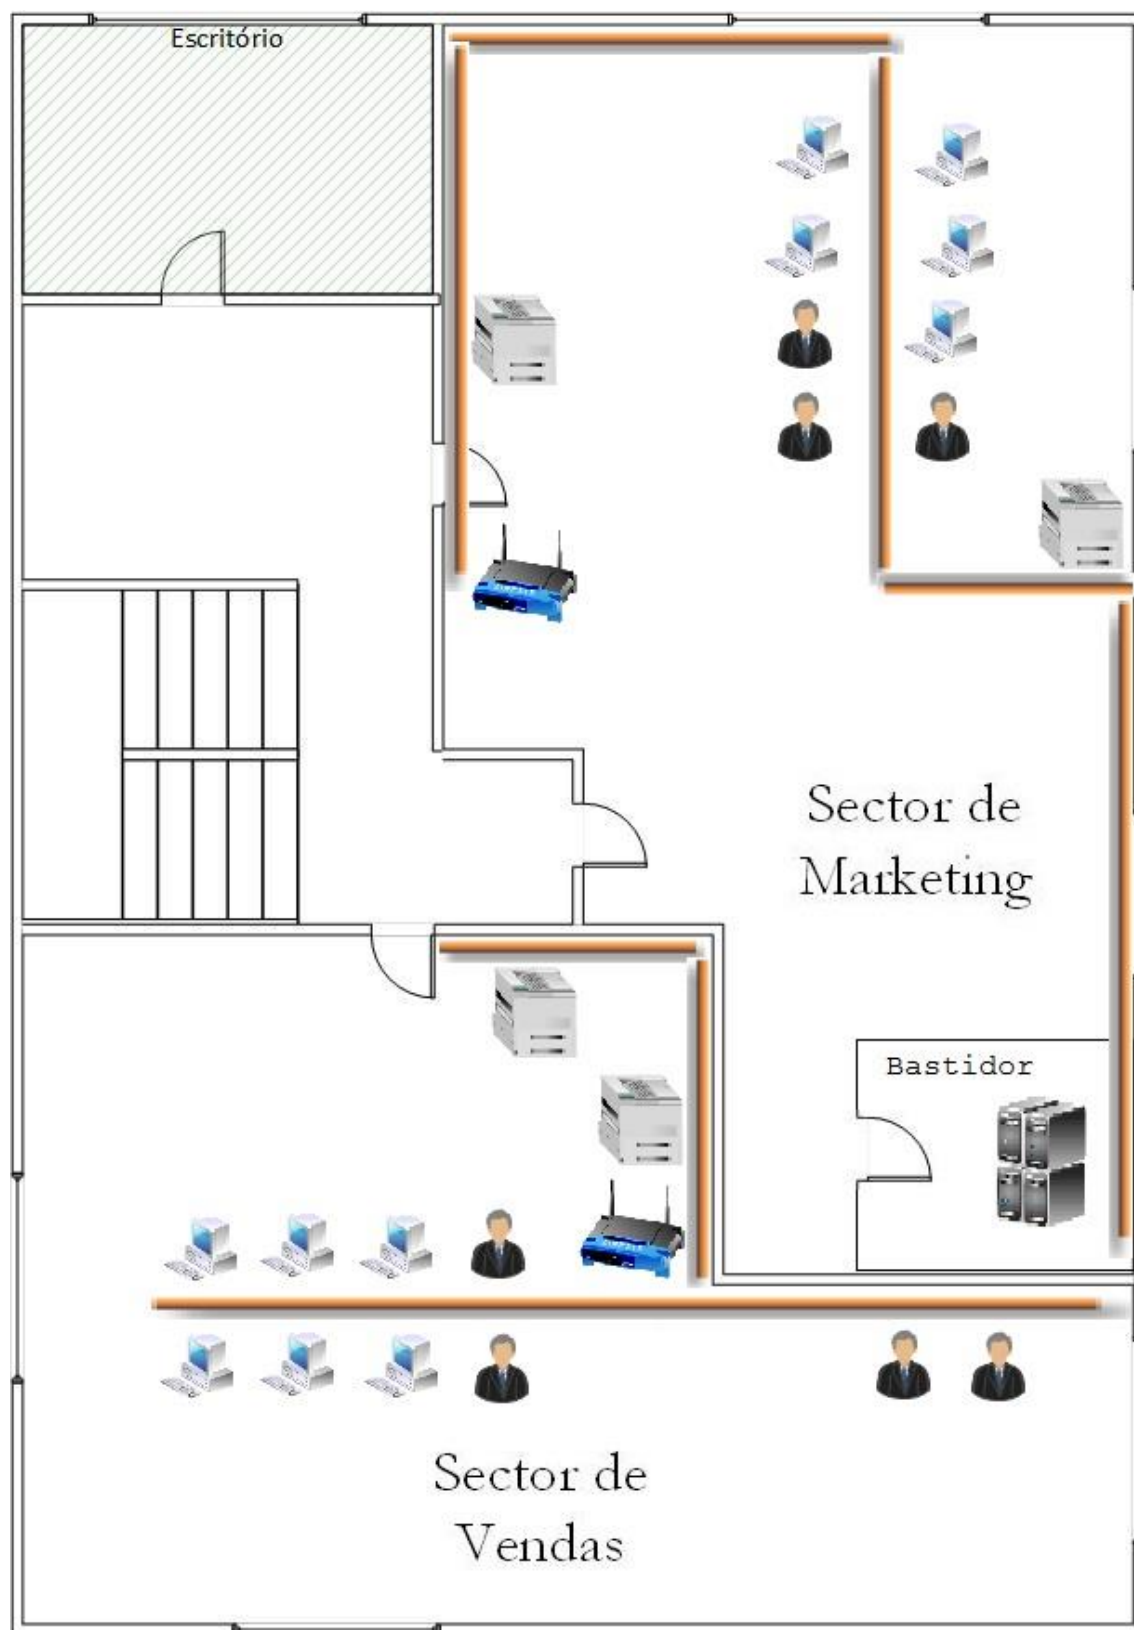 Escritório
Sector de
Marketing
Bastidor
Sector de
Vendas